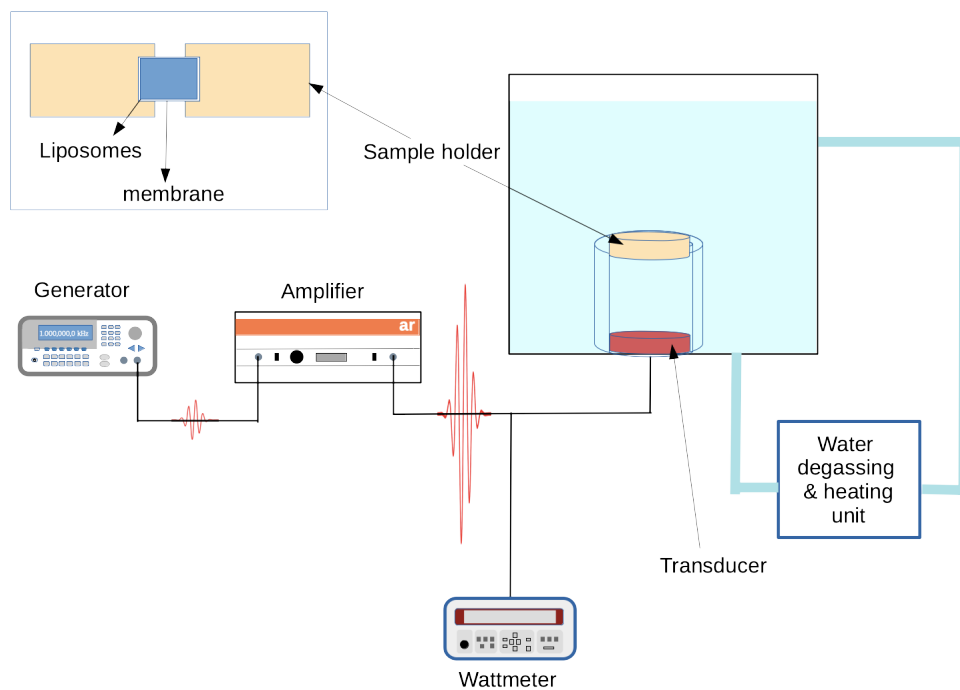 Liposomes
membrane
Sample holder
Generator
1.000,000,0 kHz
Amplifier
ar
Water
degassing
& heating
unit
Transducer
Wattmeter